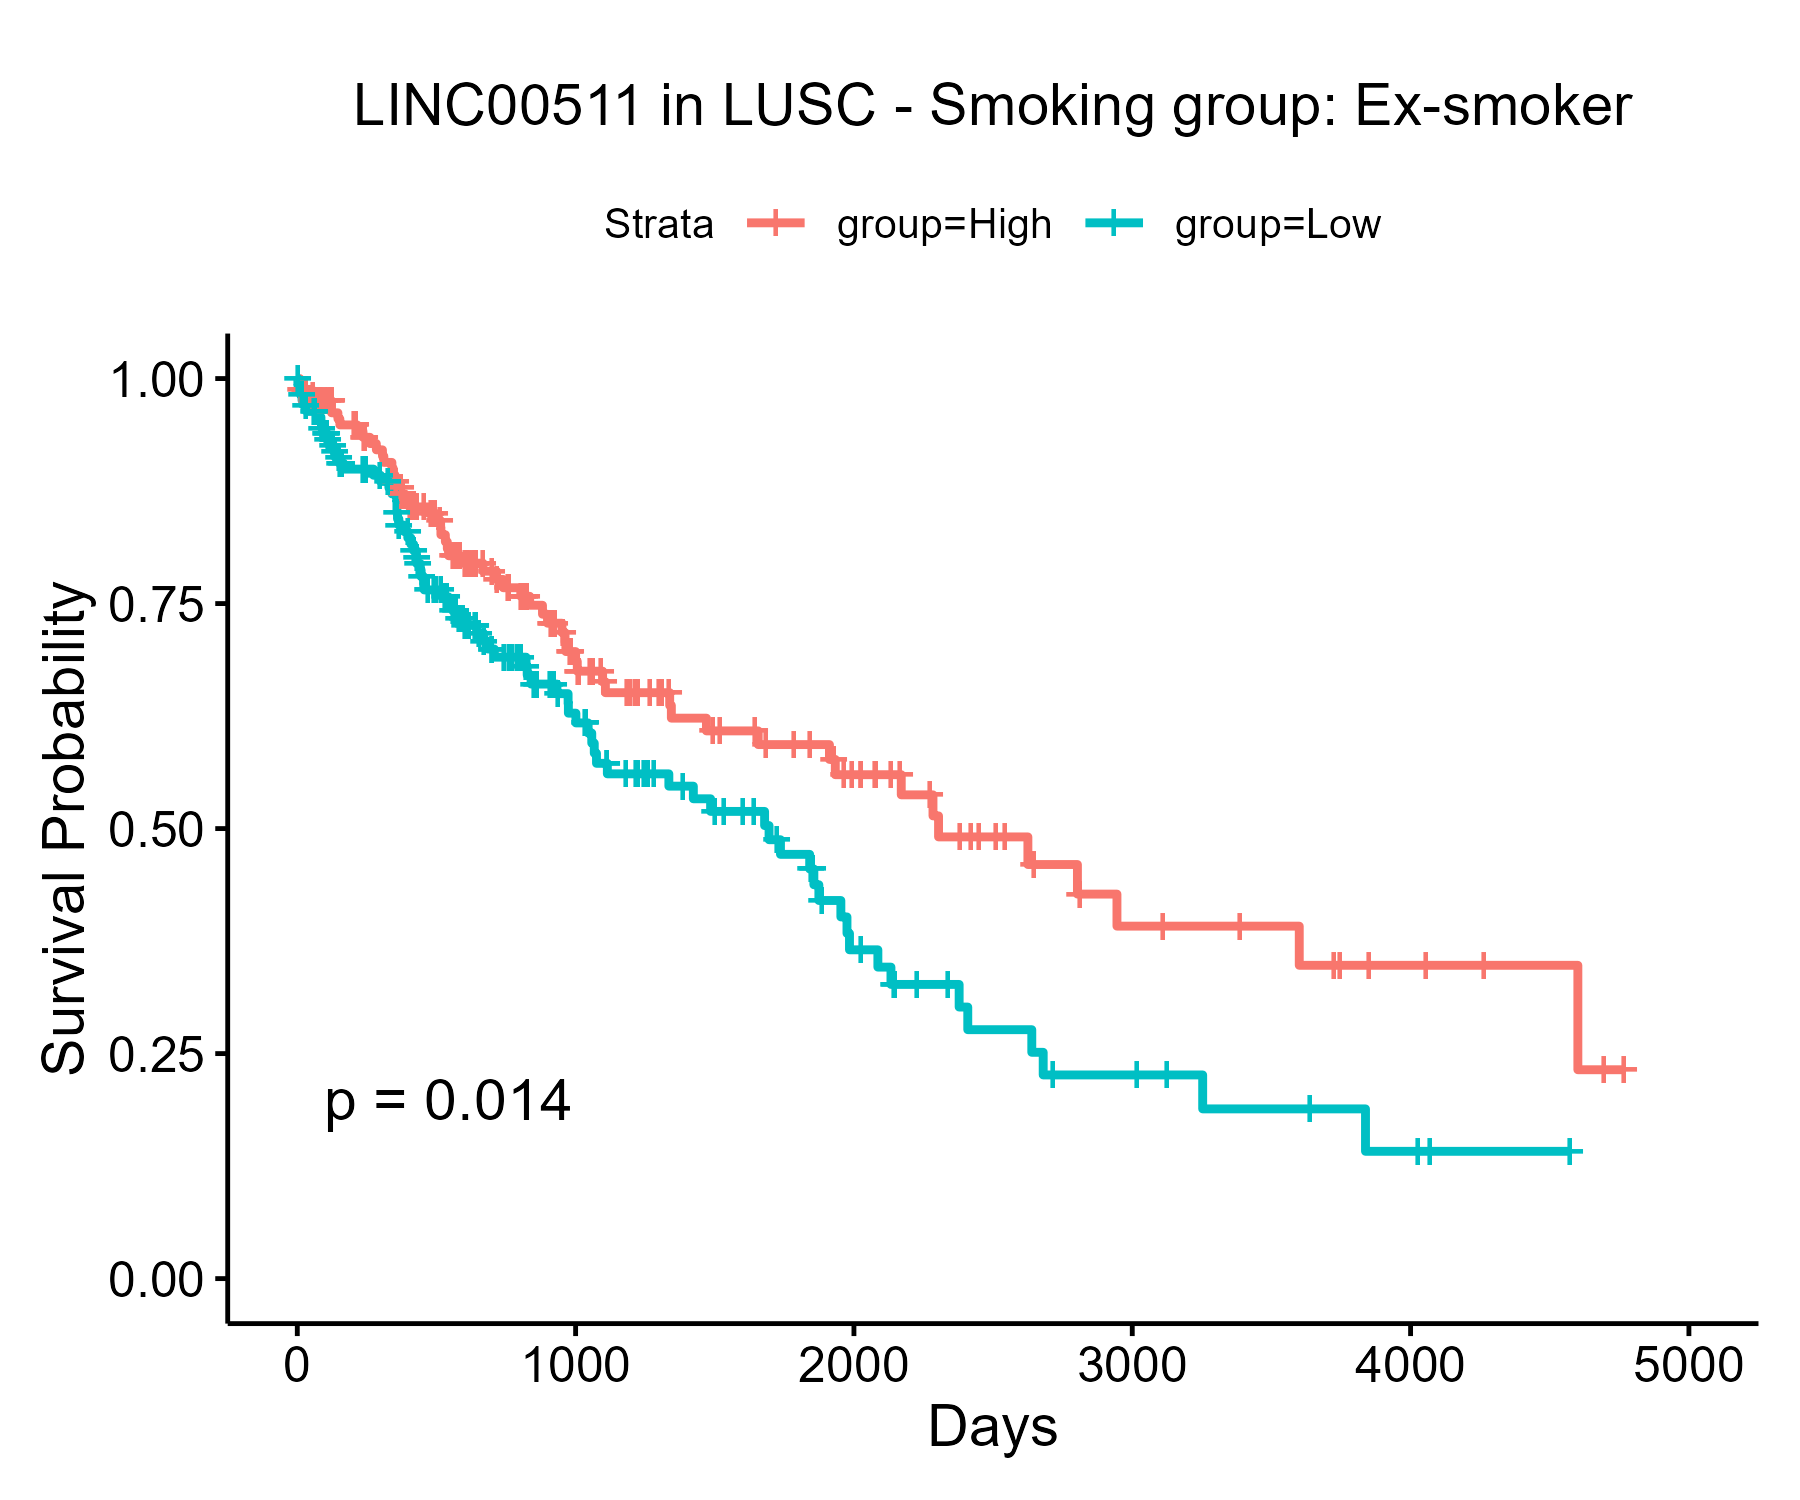 LINC00511 in LUSC - Smoking group: Ex-smoker
Strata group=High group=Low
Survival Probability
1.00
0.75
0.50
0.25
0.00
p = 0.014
0 1000 2000 3000 4000 5000
Days